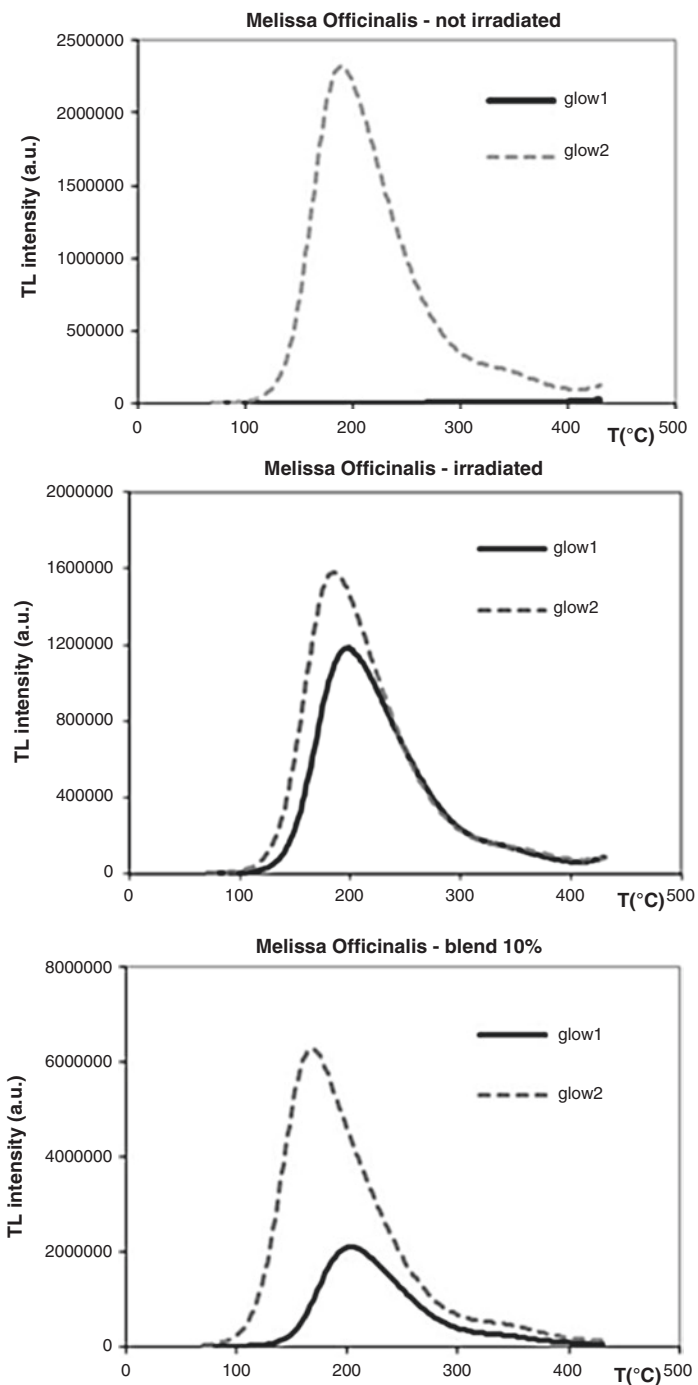 Melissa Officinalis - not irradiated
TL intensity (a.u.)
2500000
2000000
1500000
1000000
500000
0
glow1
glow2
0 100 200 300 400 500
T(°C)
Melissa Officinalis - irradiated
TL intensity (a.u.)
2000000
1600000
1200000
800000
400000
0
glow1
glow2
0 100 200 300 400 500
T(°C)
Melissa Officinalis - blend 10%
TL intensity (a.u.)
8000000
6000000
4000000
2000000
0
glow1
glow2
0 100 200 300 400 500
T(°C)